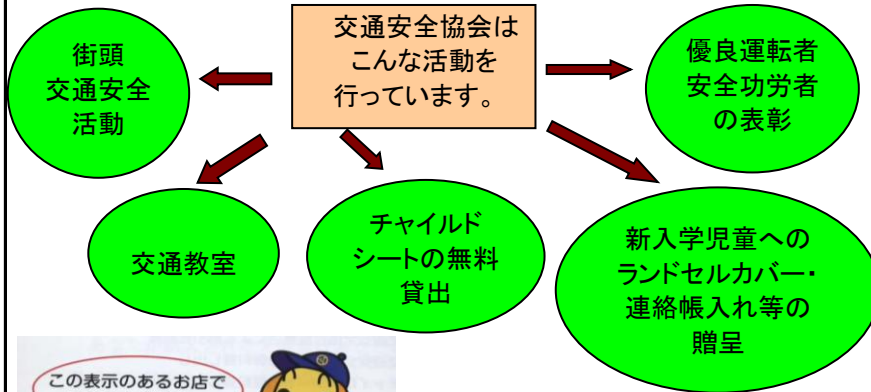 交通安全協会は
こんな活動を
行っています。
街頭
交通安全
活動
優良運転者
安全功労者
の表彰
交通教室
チャイルド
シートの無料
貸出
新入学児童への
ランドセルカバー・
連絡帳入れ等の
贈呈
この表示のあるお店で